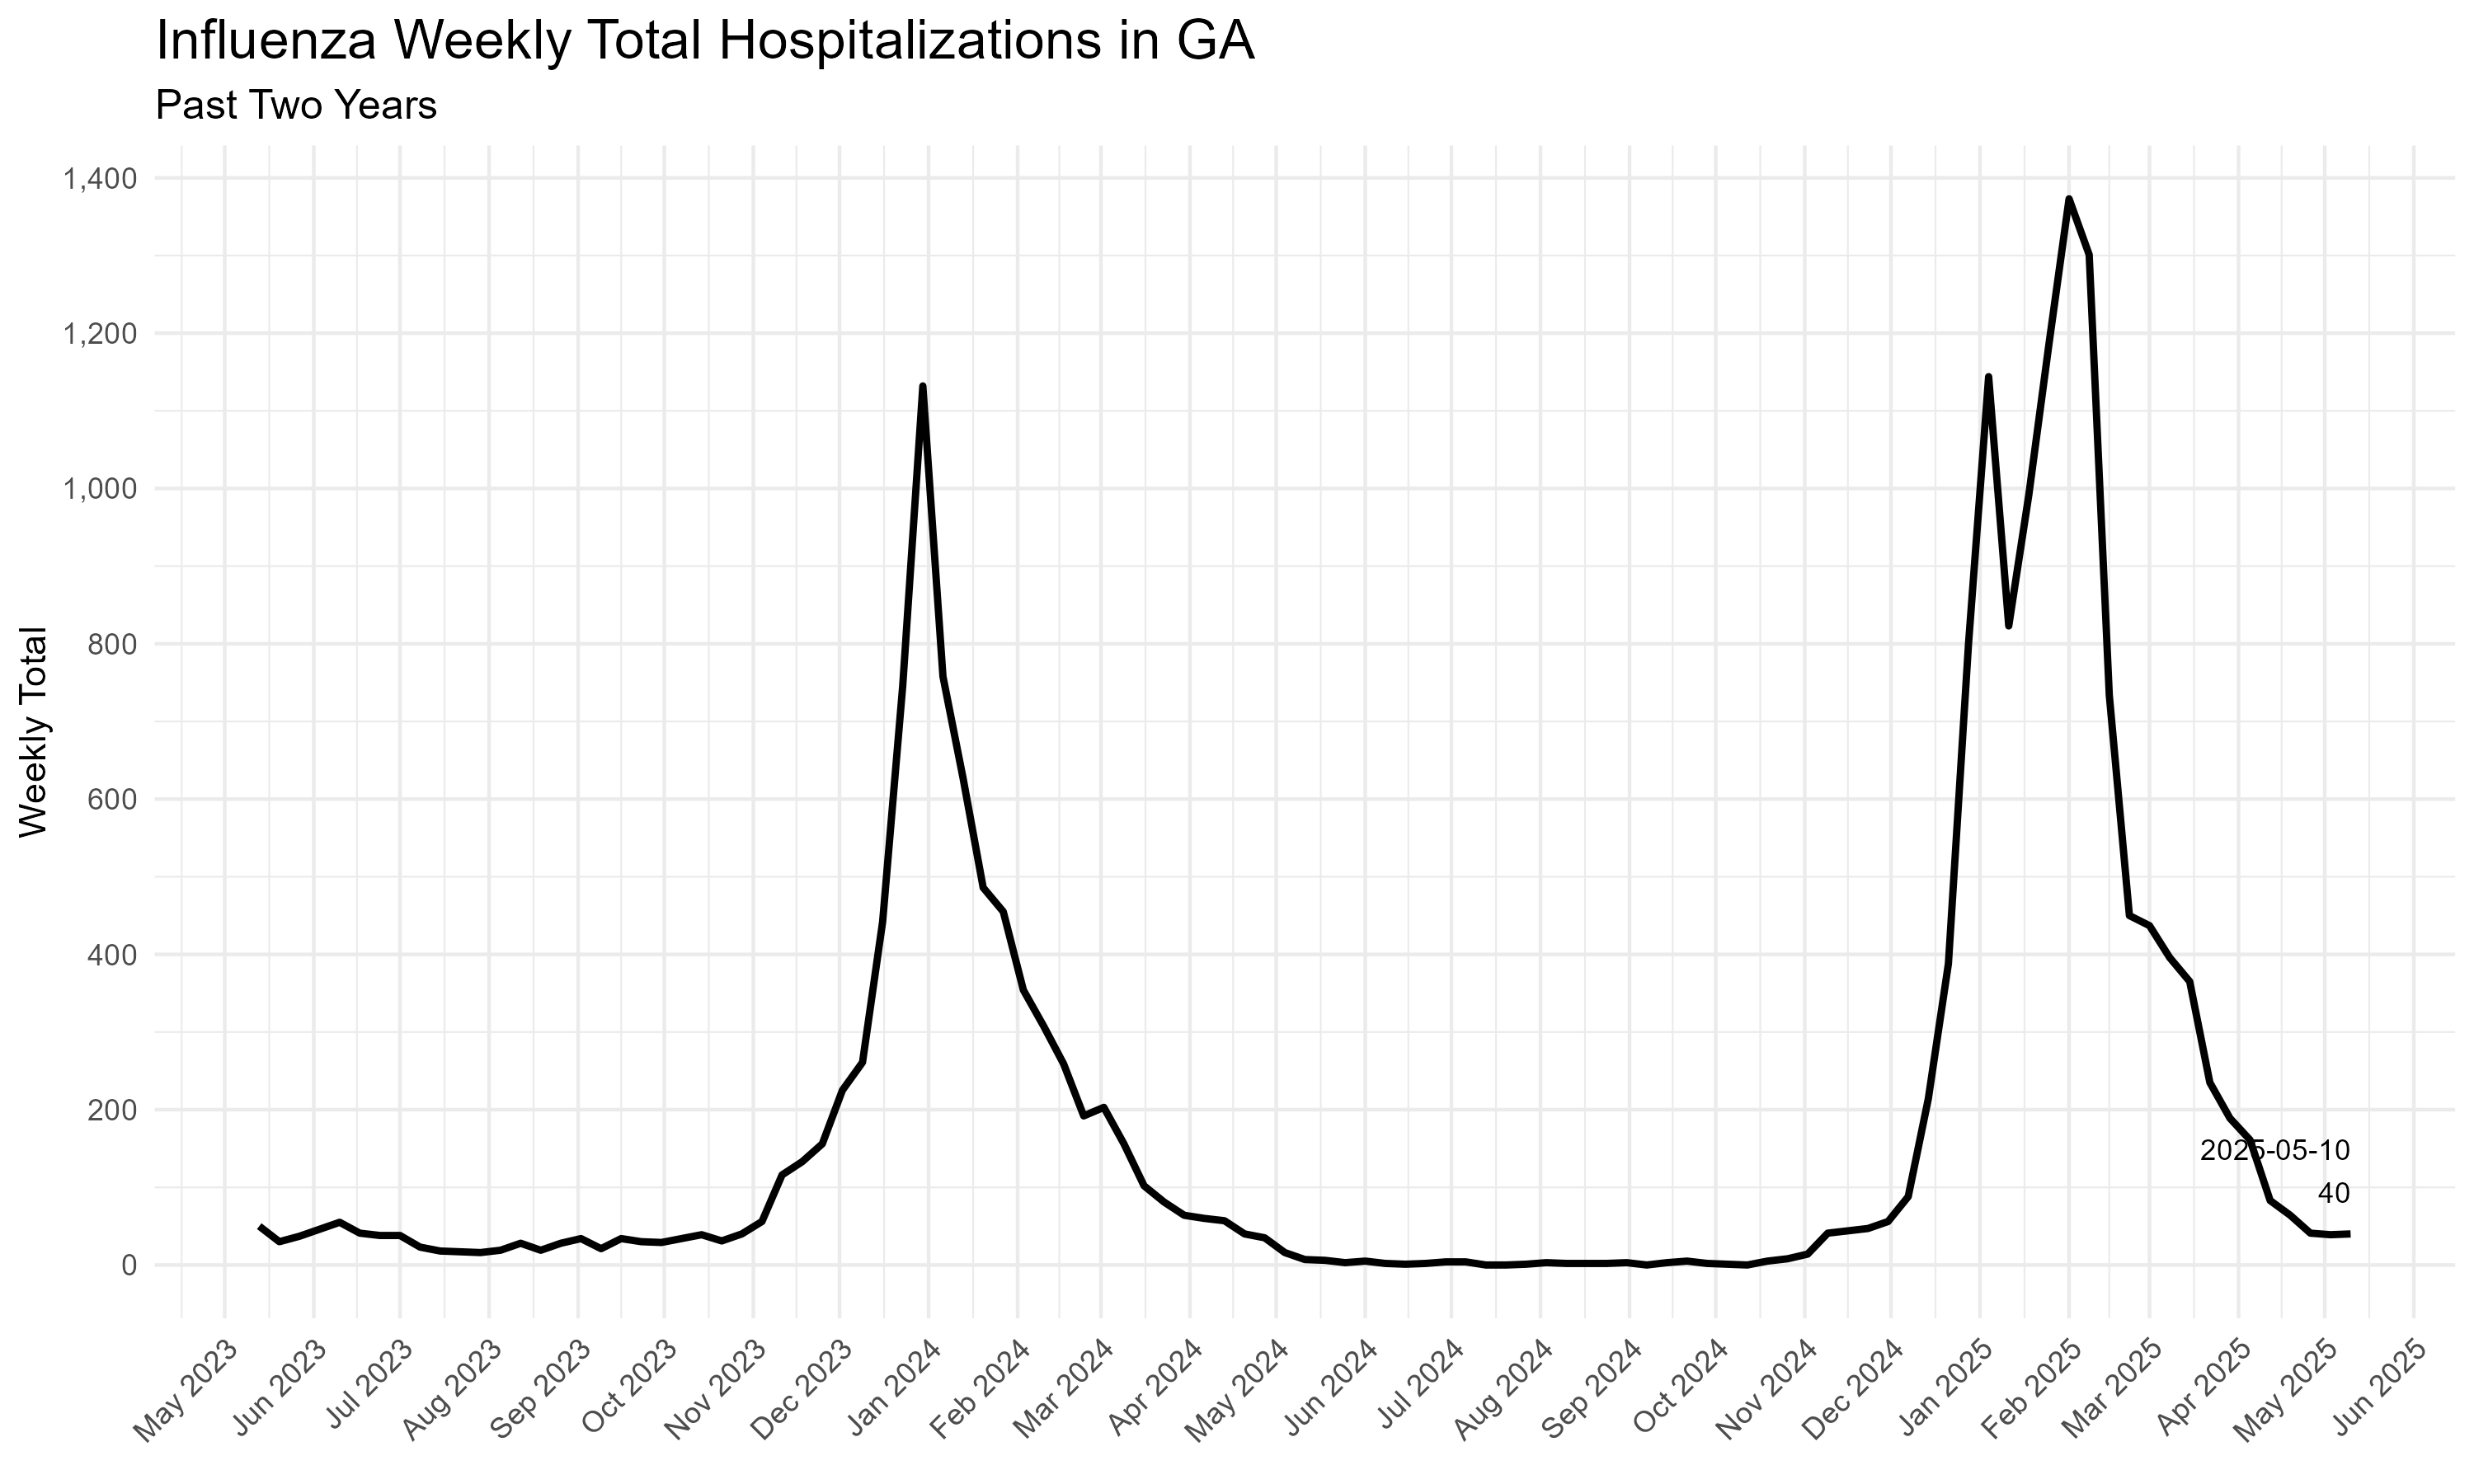 Influenza Weekly Total Hospitalizations in GA
Past Two Years
Weekly Total
1,400
1,200
1,000
800
600
400
200
0
2025-05-10
40
May 2023
Jun 2023
Jul 2023
Aug 2023
Sep 2023
Oct 2023
Nov 2023
Dec 2023
Jan 2024
Feb 2024
Mar 2024
Apr 2024
May 2024
Jun 2024
Jul 2024
Aug 2024
Sep 2024
Oct 2024
Nov 2024
Dec 2024
Jan 2025
Feb 2025
Mar 2025
Apr 2025
May 2025
Jun 2025